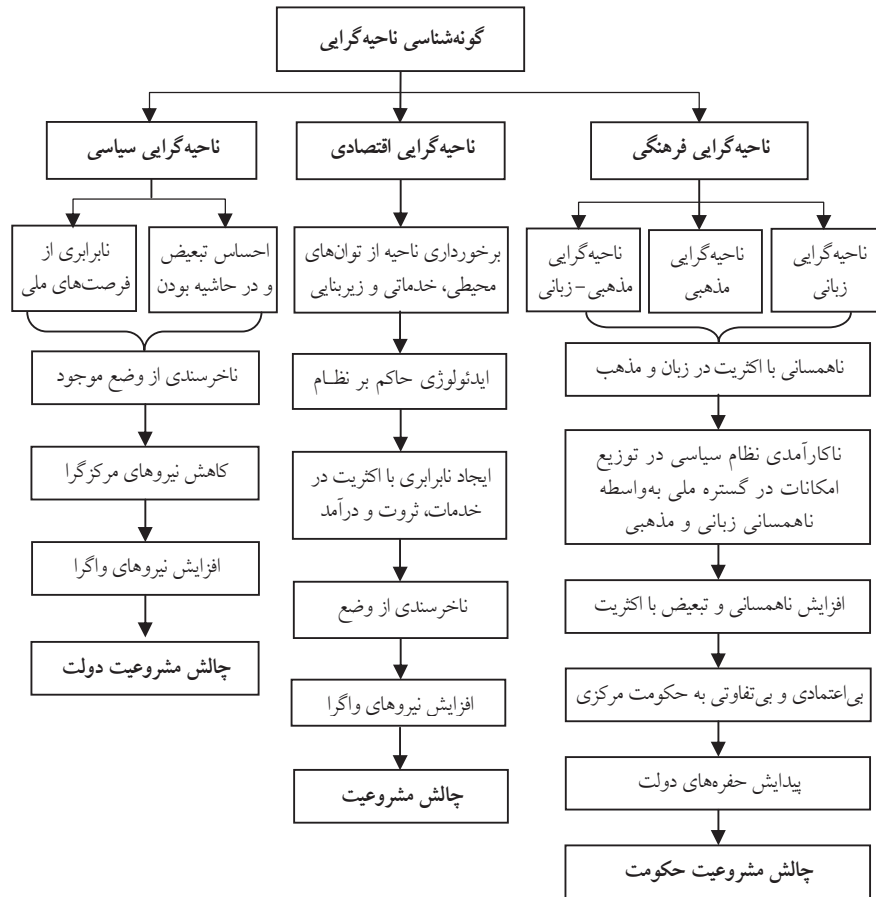 گونه‌شناسی ناحیه‌گرایی
ناحیه‌گرایی فرهنگی
ناحیه‌گرایی اقتصادی
ناحیه‌گرایی سیاسی
ناحیه‌گرایی
زبانی
ناحیه‌گرایی
مذهبی
ناحیه‌گرایی
مذهبی–زبانی
ناهمسانی با اکثریت در زبان و مذهب
ناکارآمدی نظام سیاسی در توزیع
امکانات در گستره ملی به‌واسطه
ناهمسانی زبانی و مذهبی
افزایش ناهمسانی و تبعیض با اکثریت
بی‌اعتمادی و بی‌تفاوتی به حکومت مرکزی
پیدایش حفره‌های دولت
چالش مشروعیت حکومت
برخورداری ناحیه از توان‌های
محیطی، خدماتی و زیربنایی
ایدئولوژی حاکم بر نظام
ایجاد نابرابری با اکثریت در
خدمات، ثروت و درآمد
ناخرسندی از وضع
افزایش نیروهای واگرا
چالش مشروعیت
احساس تبعیض
و در حاشیه بودن
نابرابری از
فرصت‌های ملی
ناخرسندی از وضع موجود
کاهش نیروهای مرکزگرا
افزایش نیروهای واگرا
چالش مشروعیت دولت